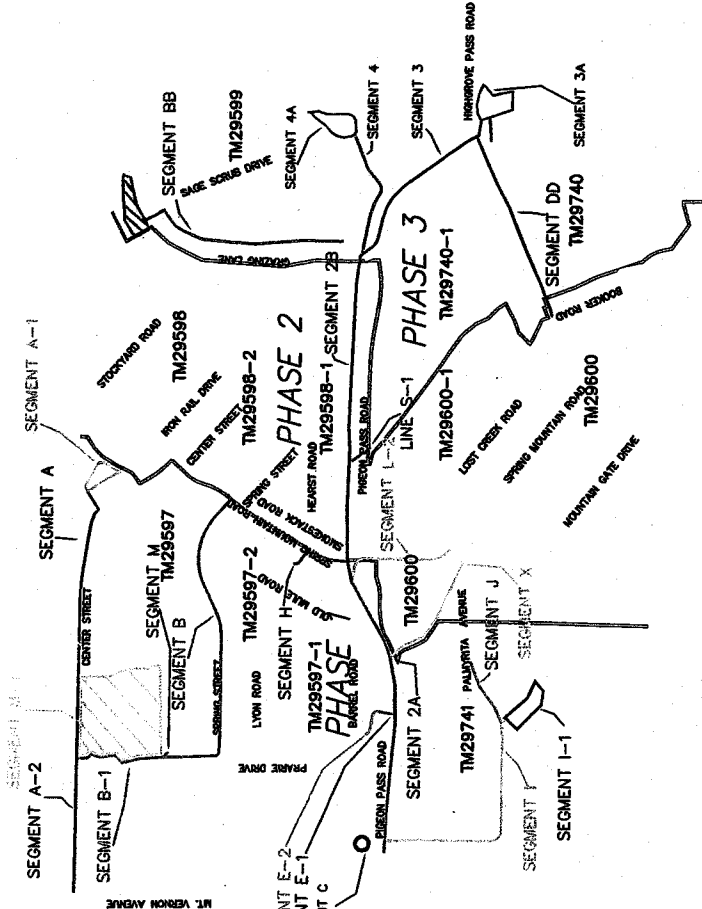 SEGMENT A-1
SEGMENT A
STOCKYARD ROAD
TM29598
IRON RAIL DRIVE
CENTER STREET
TM29598-2
PHASE 2
SEGMENT BB
SAGE SCRUB DRIVE
TM29599
SEGMENT 4A
SEGMENT 4
SEGMENT 3
HIGHGROVE PASS ROAD
SEGMENT 3A
GRAZING LANE
SEGMENT 2B
TM29598-1
HEARST ROAD
SPRING STREET
SMOKESTACK ROAD
SPRING MOUNTAIN ROAD
PIGEON PASS ROAD
PHASE 3
TM29740-1
SEGMENT DD
TM29740
BOOKER ROAD
LINE S-1
TM29600-1
LOST CREEK ROAD
SPRING MOUNTAIN ROAD
TM29600
MOUNTAIN GATE DRIVE
CENTER STREET
SEGMENT A-2
SEGMENT M
TM29597
SEGMENT B
SEGMENT B-1
SPRING STREET
LYON ROAD
TM29597-2
OLD MULE ROAD
SEGMENT H
TM29597-1
PHASE
BARREL ROAD
PRARIE DRIVE
MT. VERNON AVENUE
NT E-2
NT E-1
NT C
PIGEON PASS ROAD
SEGMENT 2A
TM29600
TM29741
PALMYRITA AVENUE
SEGMENT J
SEGMENT X
SEGMENT I
SEGMENT I-1